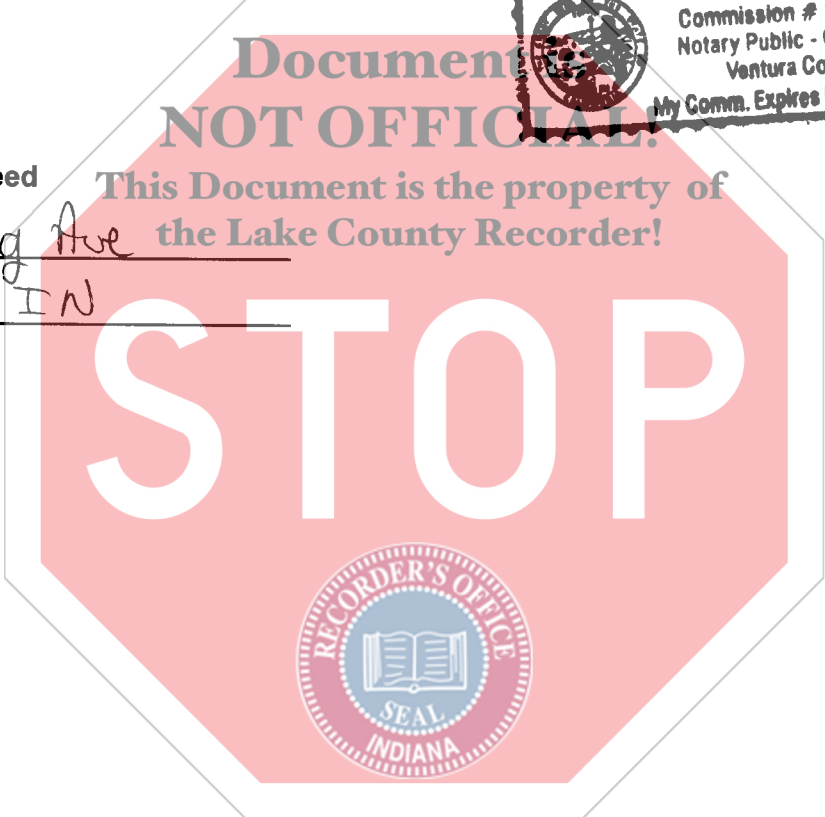 Commission #
Notary Public -
Ventura Co
My Comm. Expires
Document is
NOT OFFICIAL!
This Document is the property of
the Lake County Recorder!
eed
g Ave
IN
STOP
RECORDER'S OFFICE
SEAL
INDIANA